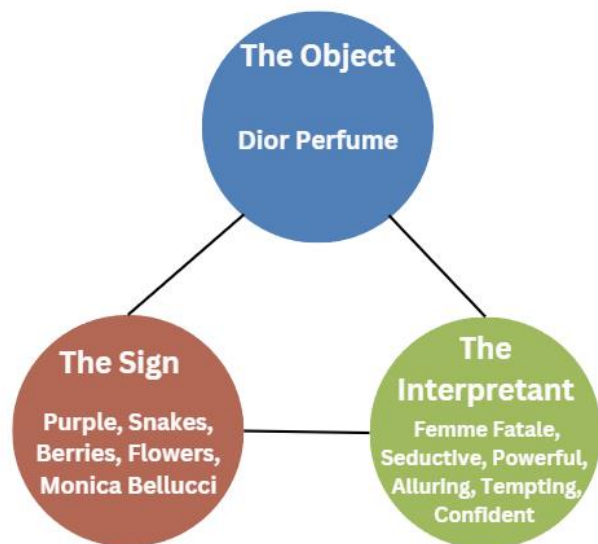 The Object
Dior Perfume
The Sign
Purple, Snakes,
Berries, Flowers,
Monica Bellucci
The
Interpretant
Femme Fatale,
Seductive, Powerful,
Alluring, Tempting,
Confident